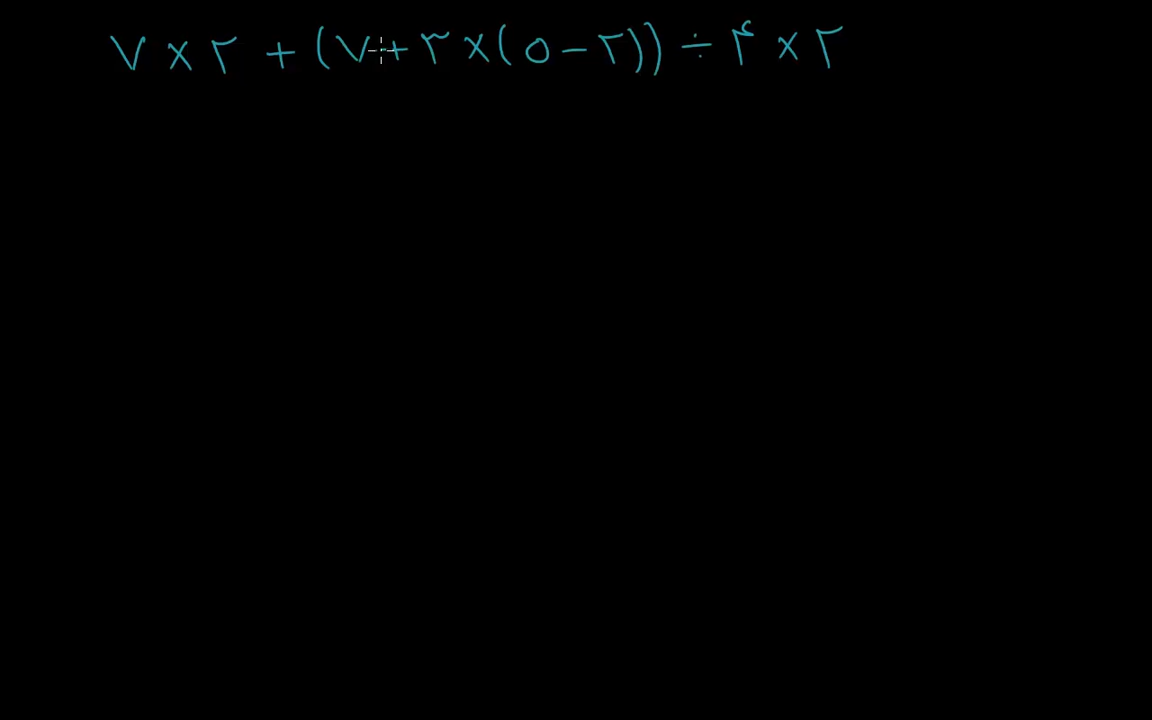 ۷ × ۲ + (۷ + ۳ × (۵ − ۲)) ÷ ۴ × ۲